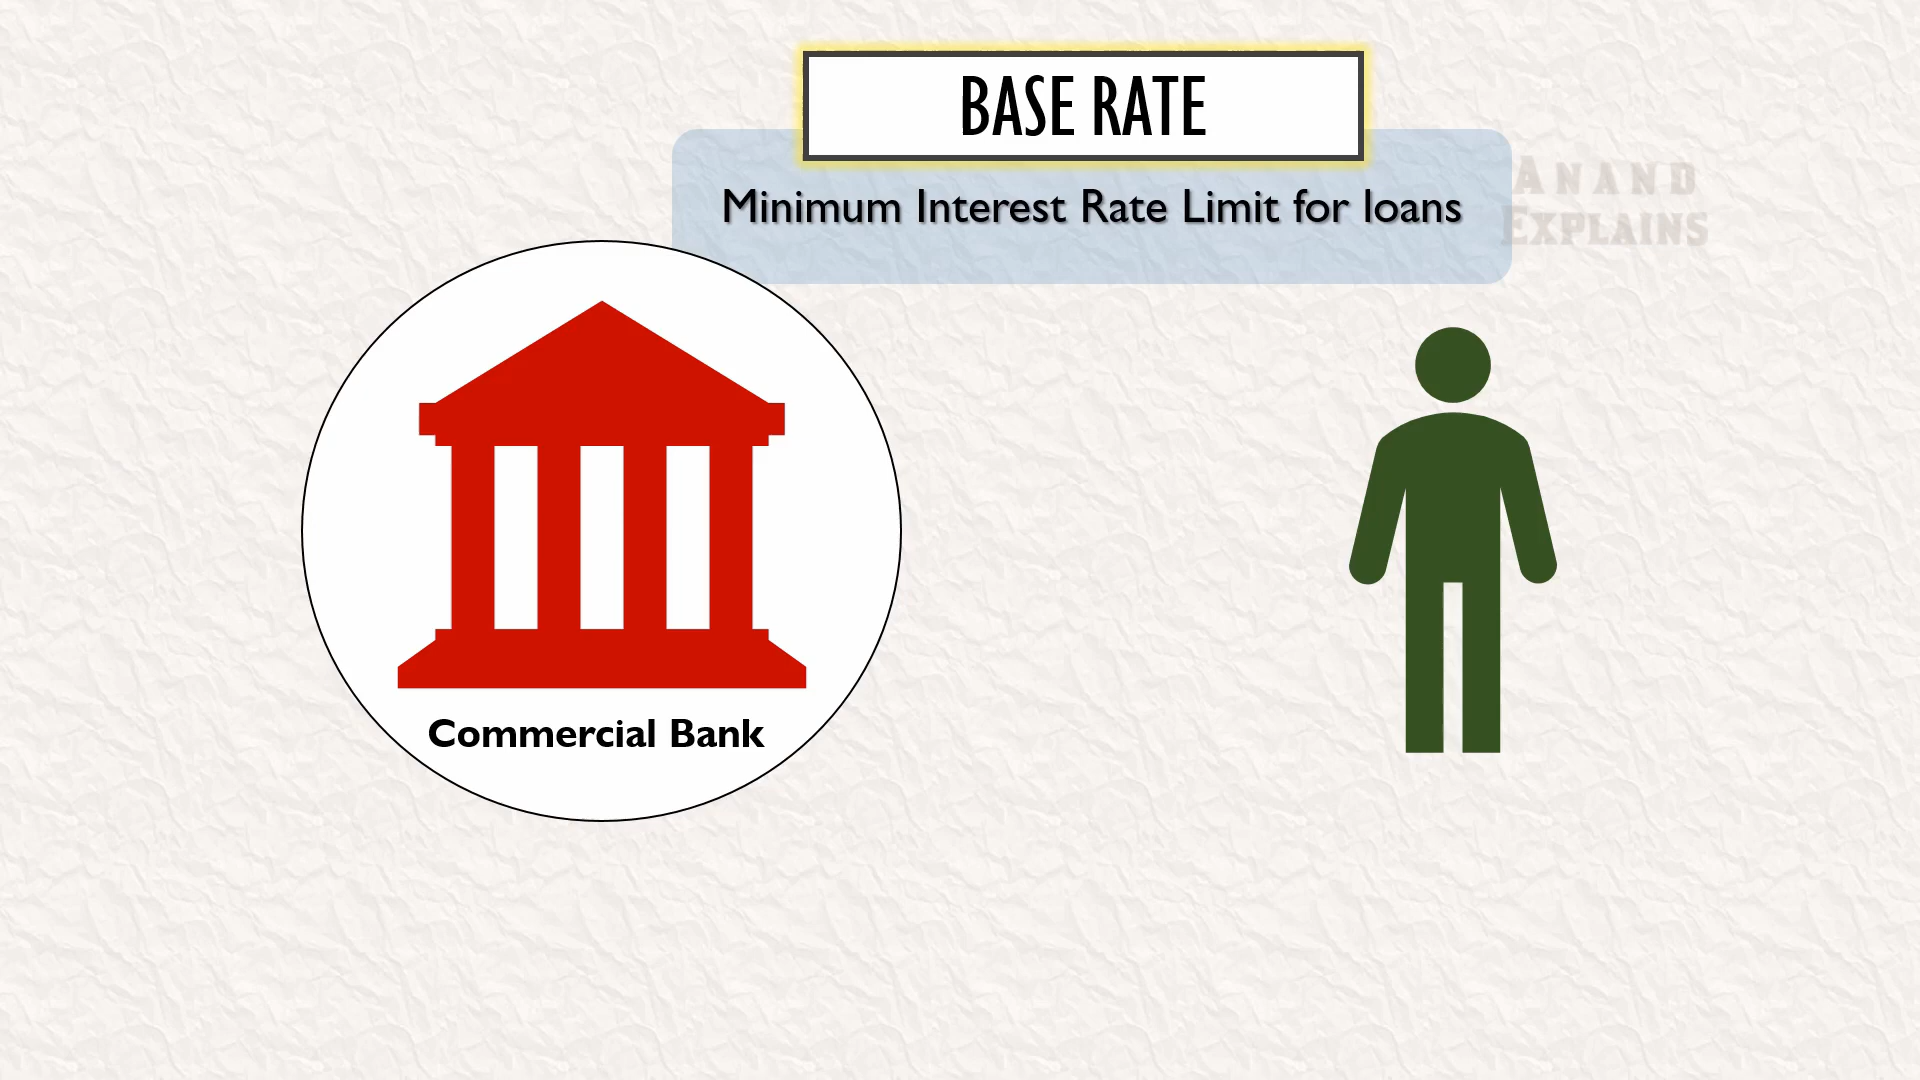 BASE RATE
Minimum Interest Rate Limit for loans
ANAND
EXPLAINS
Commercial Bank